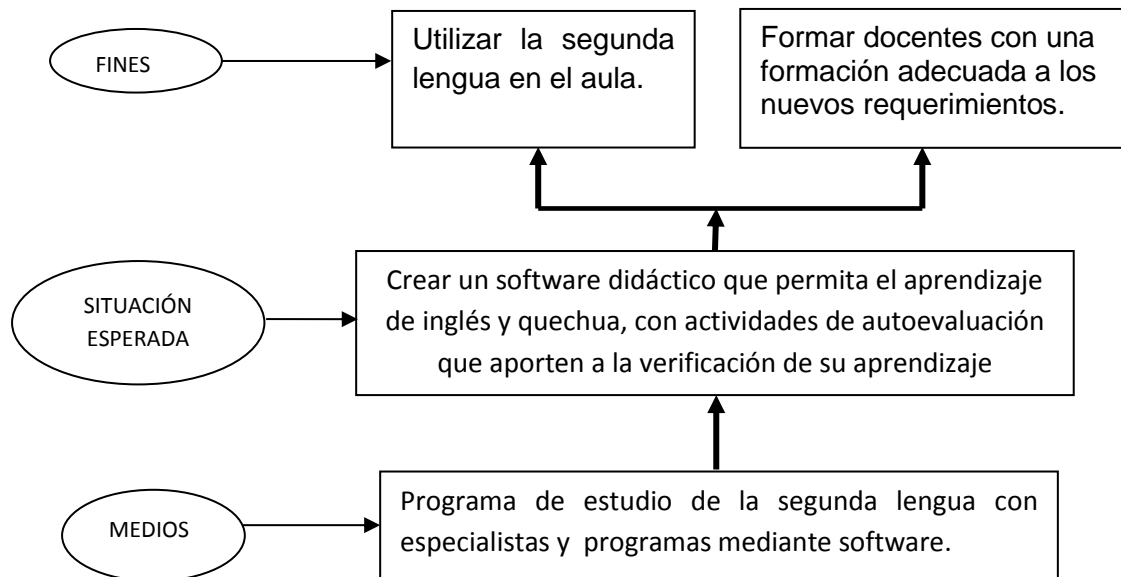 FINES
Utilizar la segunda
lengua en el aula.
Formar docentes con una
formación adecuada a los
nuevos requerimientos.
SITUACIÓN
ESPERADA
Crear un software didáctico que permita el aprendizaje
de inglés y quechua, con actividades de autoevaluación
que aporten a la verificación de su aprendizaje
MEDIOS
Programa de estudio de la segunda lengua con
especialistas y programas mediante software.